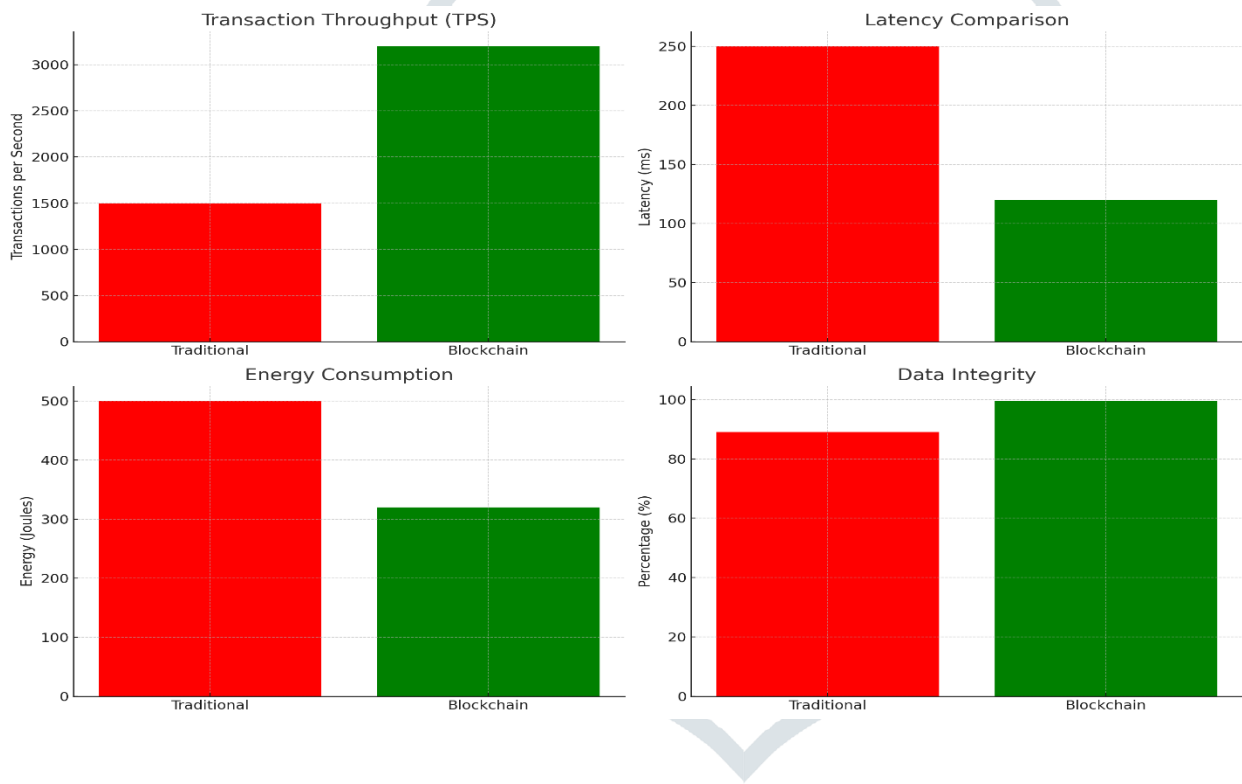 Transaction Throughput (TPS)
Transactions per Second
3000
2500
2000
1500
1000
500
0
Traditional
Blockchain
Latency Comparison
Latency (ms)
250
200
150
100
50
0
Traditional
Blockchain
Energy Consumption
Energy (Joules)
500
400
300
200
100
0
Traditional
Blockchain
Data Integrity
Percentage (%)
100
80
60
40
20
0
Traditional
Blockchain